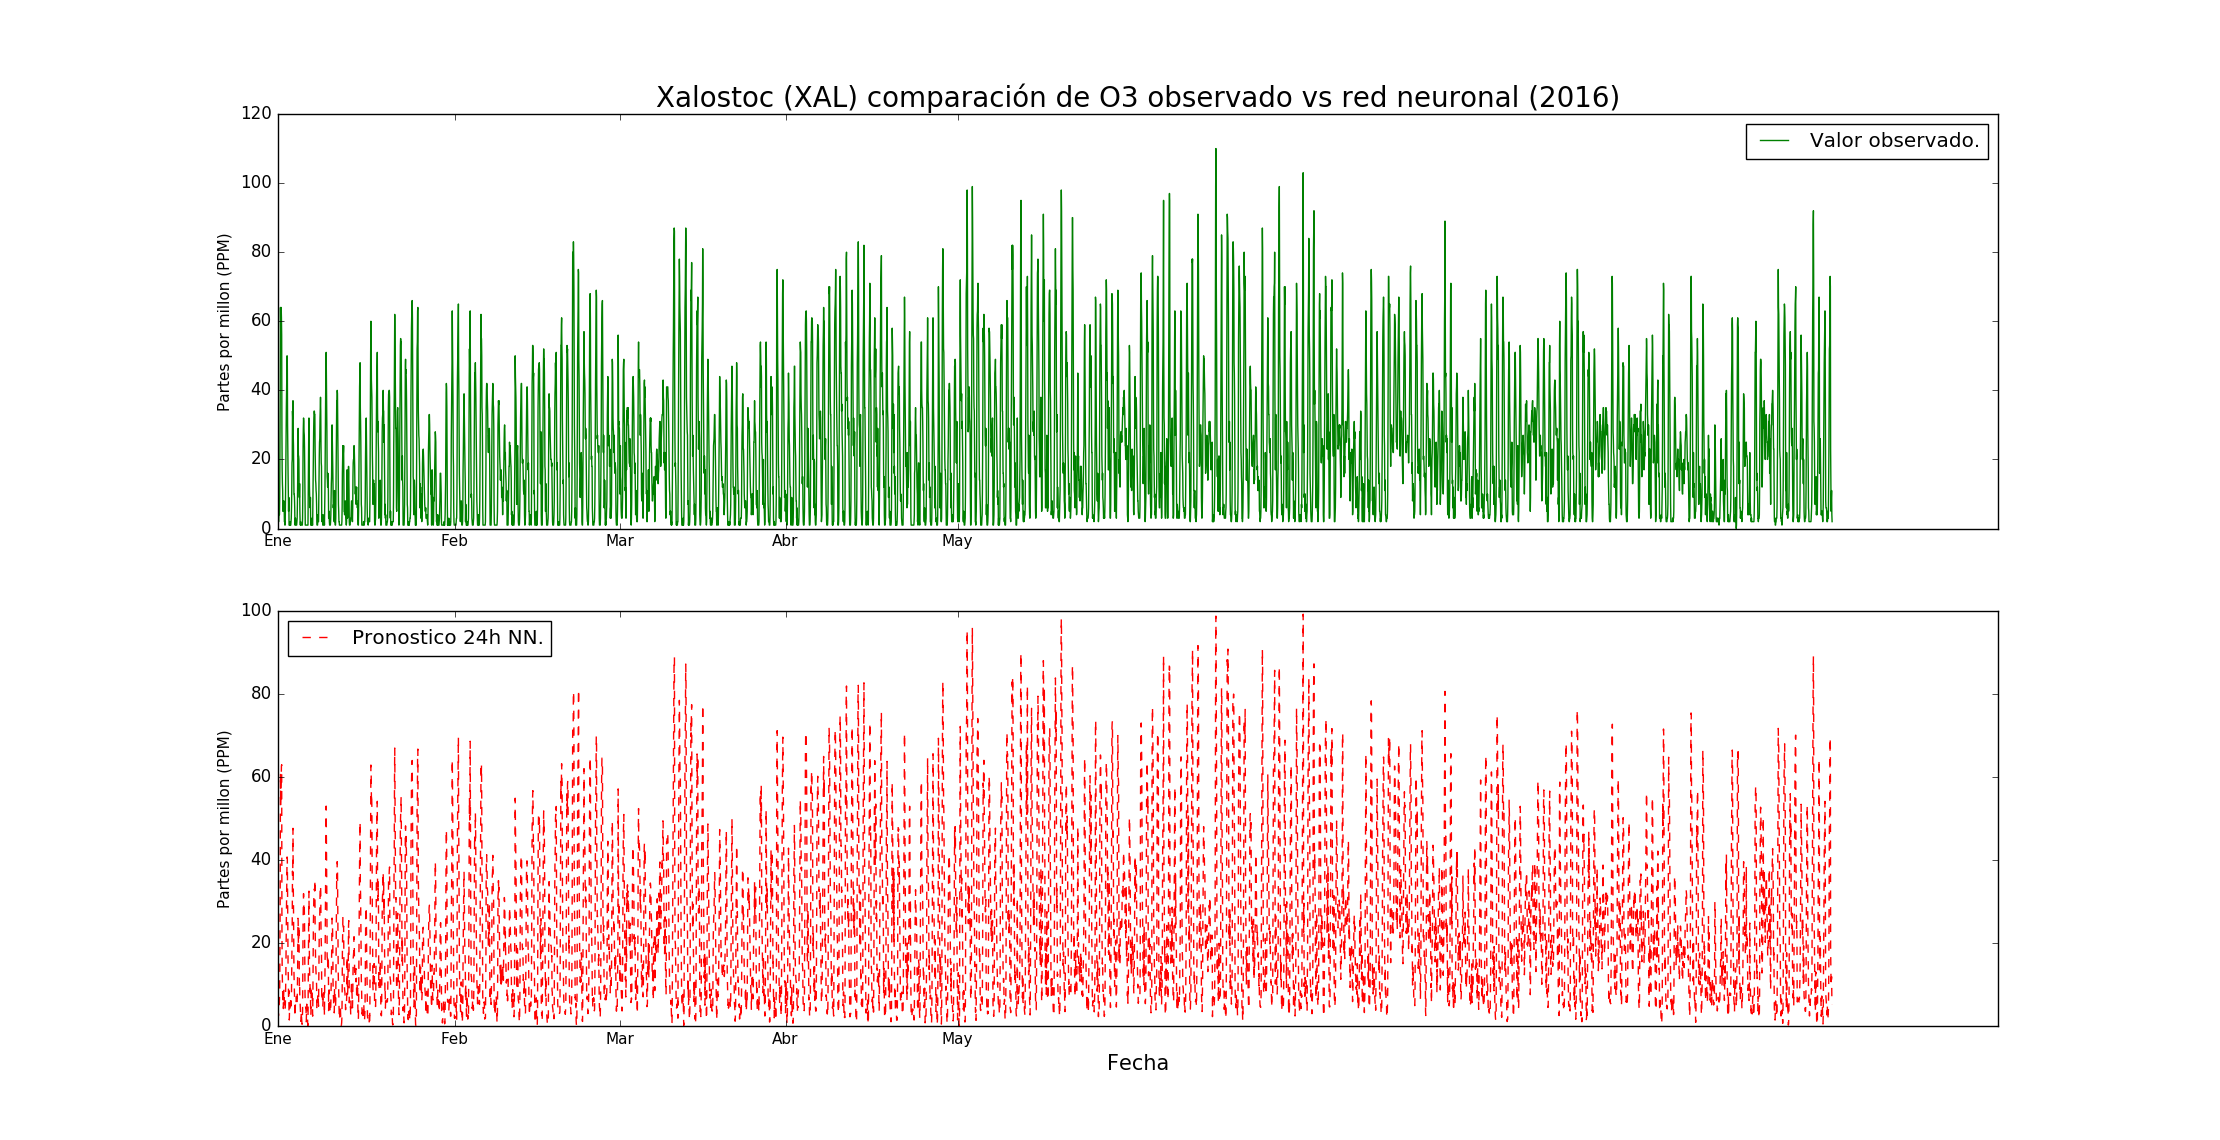 Xalostoc (XAL) comparación de O3 observado vs red neuronal (2016)
120
100
80
60
40
20
0
Partes por millon (PPM)
Valor observado.
Ene Feb Mar Abr May
100
80
60
40
20
0
Partes por millon (PPM)
Pronostico 24h NN.
Ene Feb Mar Abr May
Fecha